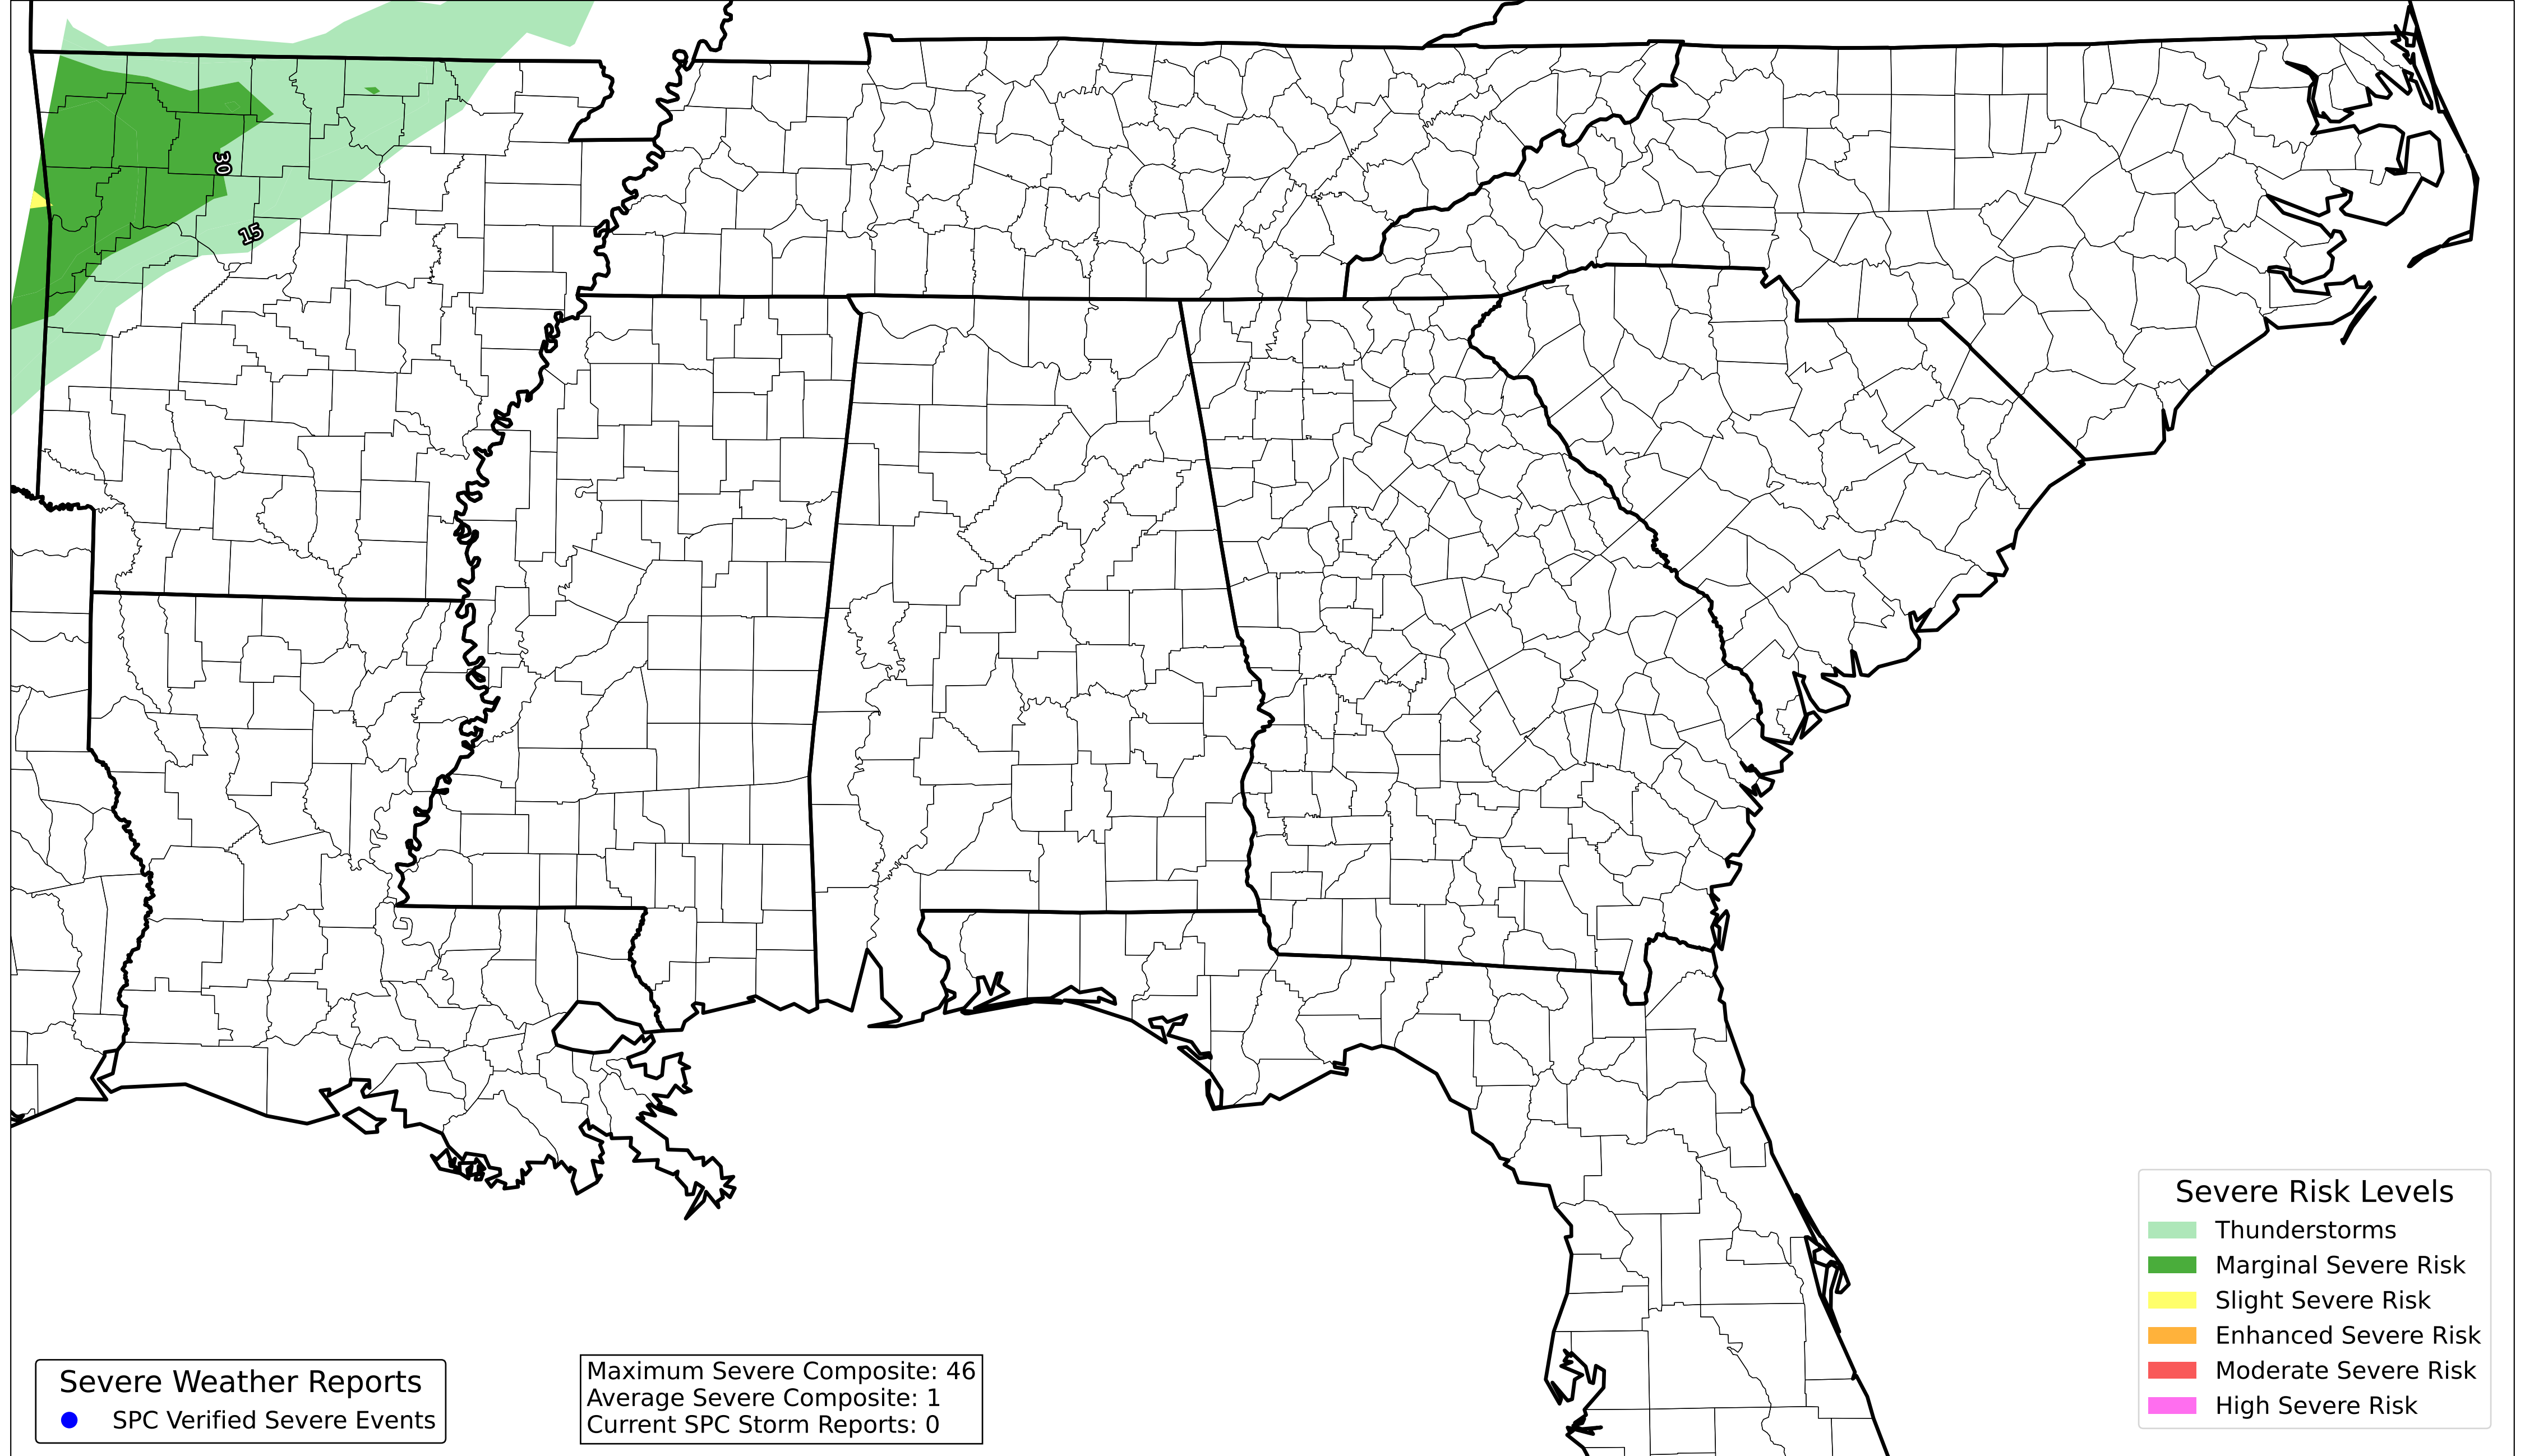 30
15
Severe Risk Levels
Thunderstorms
Marginal Severe Risk
Slight Severe Risk
Enhanced Severe Risk
Moderate Severe Risk
High Severe Risk
Severe Weather Reports
SPC Verified Severe Events
Maximum Severe Composite: 46
Average Severe Composite: 1
Current SPC Storm Reports: 0